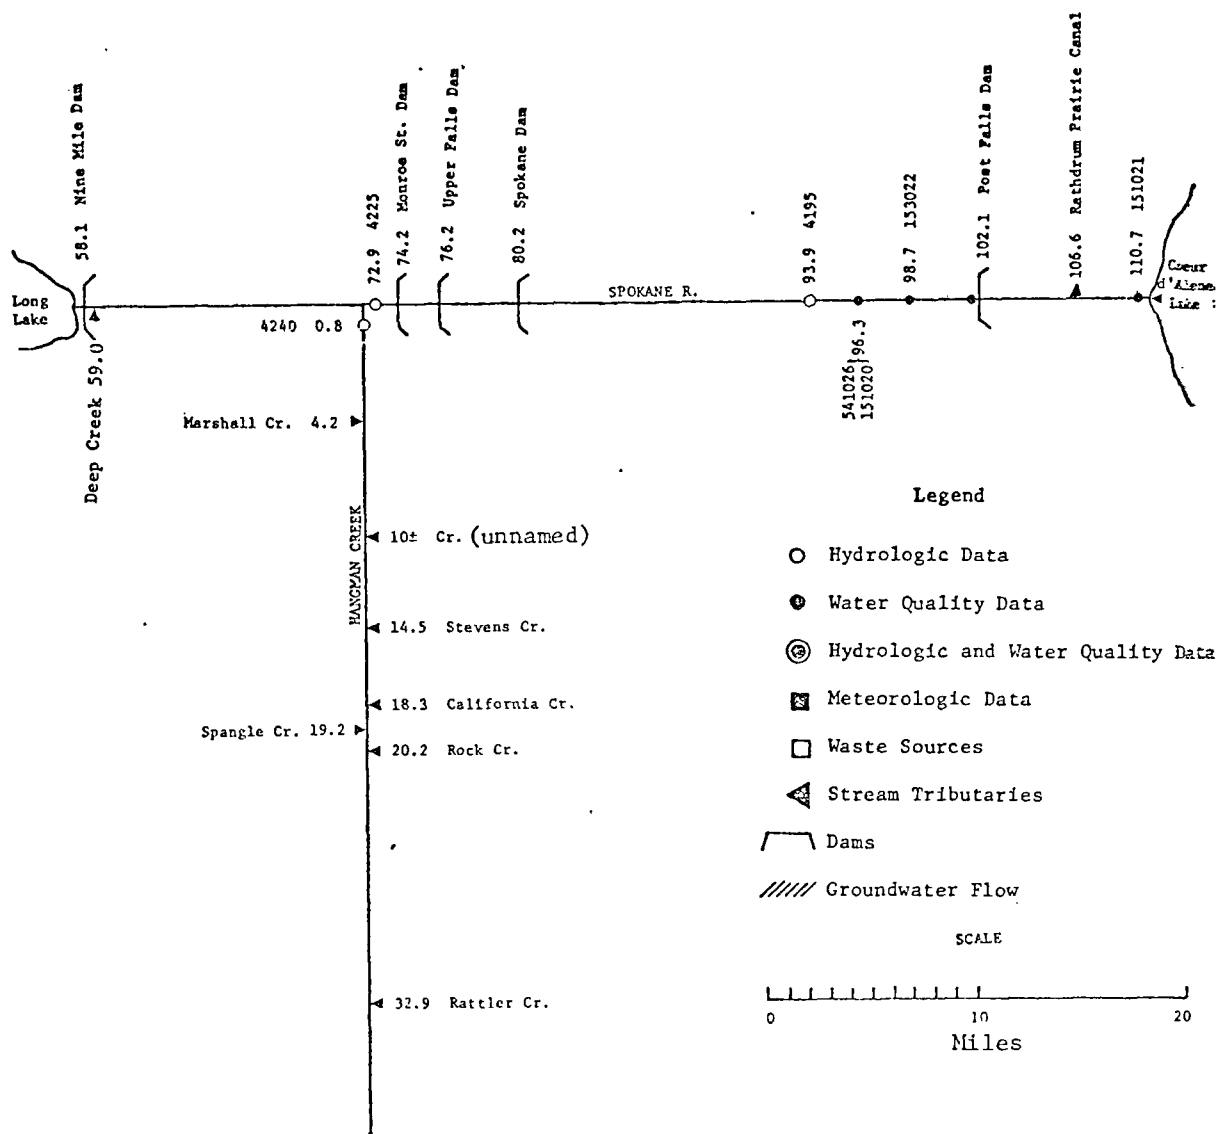 58.1 Nine Mile Dam
72.9 4225
74.2 Monroe St. Dam
76.2 Upper Falls Dam
80.2 Spokane Dam
93.9 4195
98.7 153022
102.1 Post Falls Dam
106.6 Rathdrum Prairie Canal
110.7 151021
Long
Lake
SPOKANE R.
Coeur
d'Alene
Lake
Deep Creek 59.0
4240 0.8
541026
151020
96.3
Marshall Cr. 4.2
HANGMAN CREEK
10± Cr. (unnamed)
14.5 Stevens Cr.
18.3 California Cr.
Spangle Cr. 19.2
20.2 Rock Cr.
32.9 Rattler Cr.
Legend
Hydrologic Data
Water Quality Data
Hydrologic and Water Quality Data
Meteorologic Data
Waste Sources
Stream Tributaries
Dams
Groundwater Flow
SCALE
0 10 20
Miles